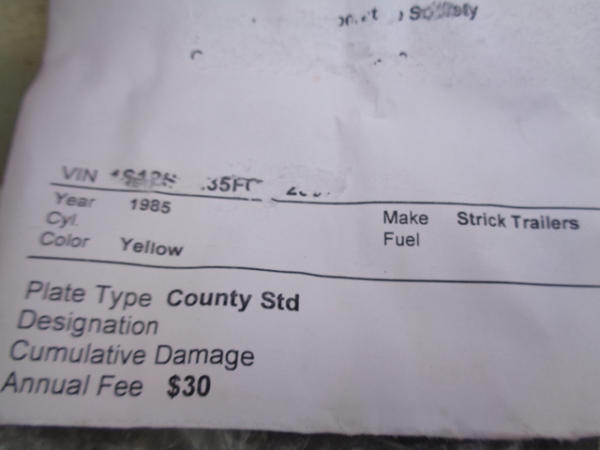 VIN
Year 1985 Make Strick Trailers
Cyl. Fuel
Color Yellow
Plate Type County Std
Designation
Cumulative Damage
Annual Fee $30